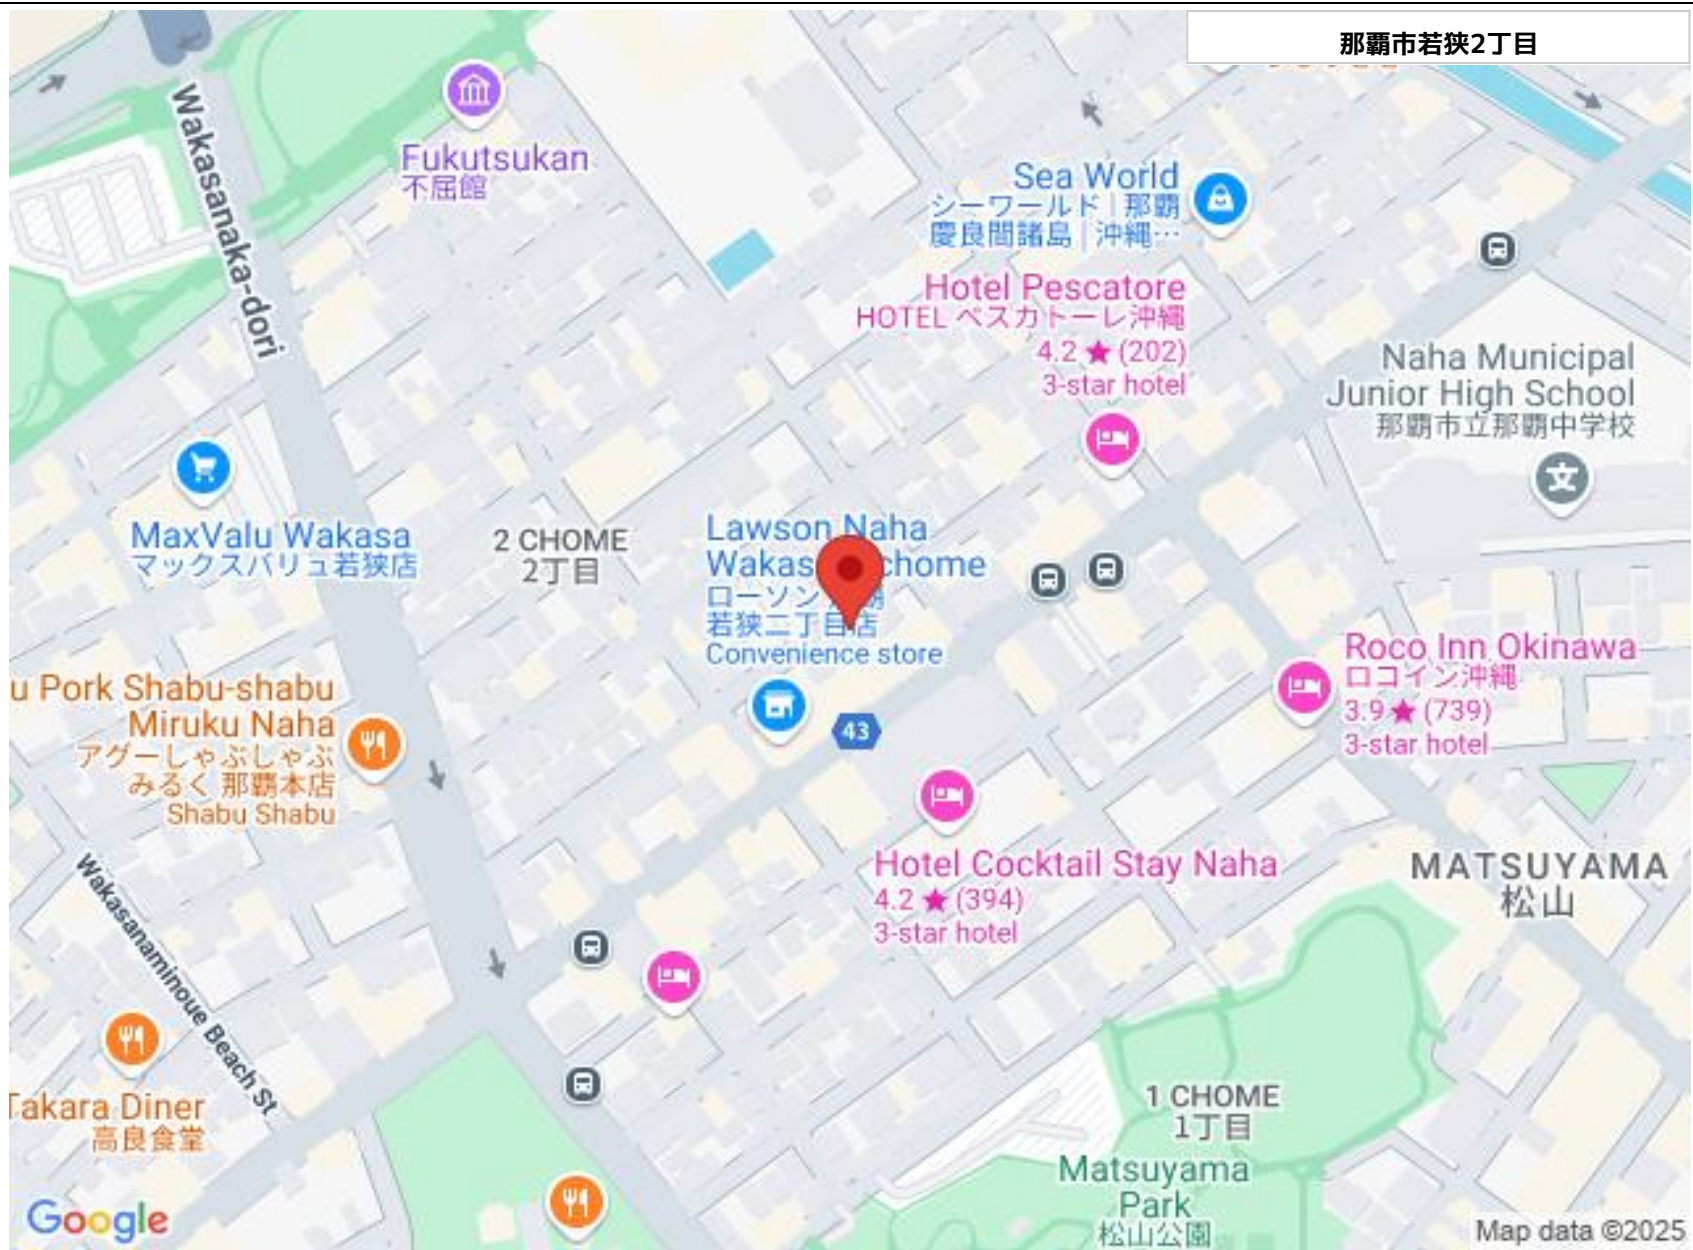 那覇市若狭2丁目
Wakasanaka-dori
Fukutsukan
不屈館
Sea World
シーワールド | 那覇
慶良間諸島 | 沖縄…
Hotel Pescatore
HOTEL ペスカトーレ沖縄
4.2 ★ (202)
3-star hotel
Naha Municipal
Junior High School
那覇市立那覇中学校
文
MaxValu Wakasa
マックスバリュ若狭店
2 CHOME
2丁目
Lawson Naha
Wakas chome
ローソン
若狭二丁目店
Convenience store
43
Roco Inn Okinawa
ロコイン沖縄
3.9 ★ (739)
3-star hotel
u Pork Shabu-shabu
Miruku Naha
アグーしゃぶしゃぶ
みるく 那覇本店
Shabu Shabu
Hotel Cocktail Stay Naha
4.2 ★ (394)
3-star hotel
MATSUYAMA
松山
Wakasanaminoue Beach St
Takara Diner
高良食堂
1 CHOME
1丁目
Matsuyama
Park
松山公園
Google
Map data ©2025